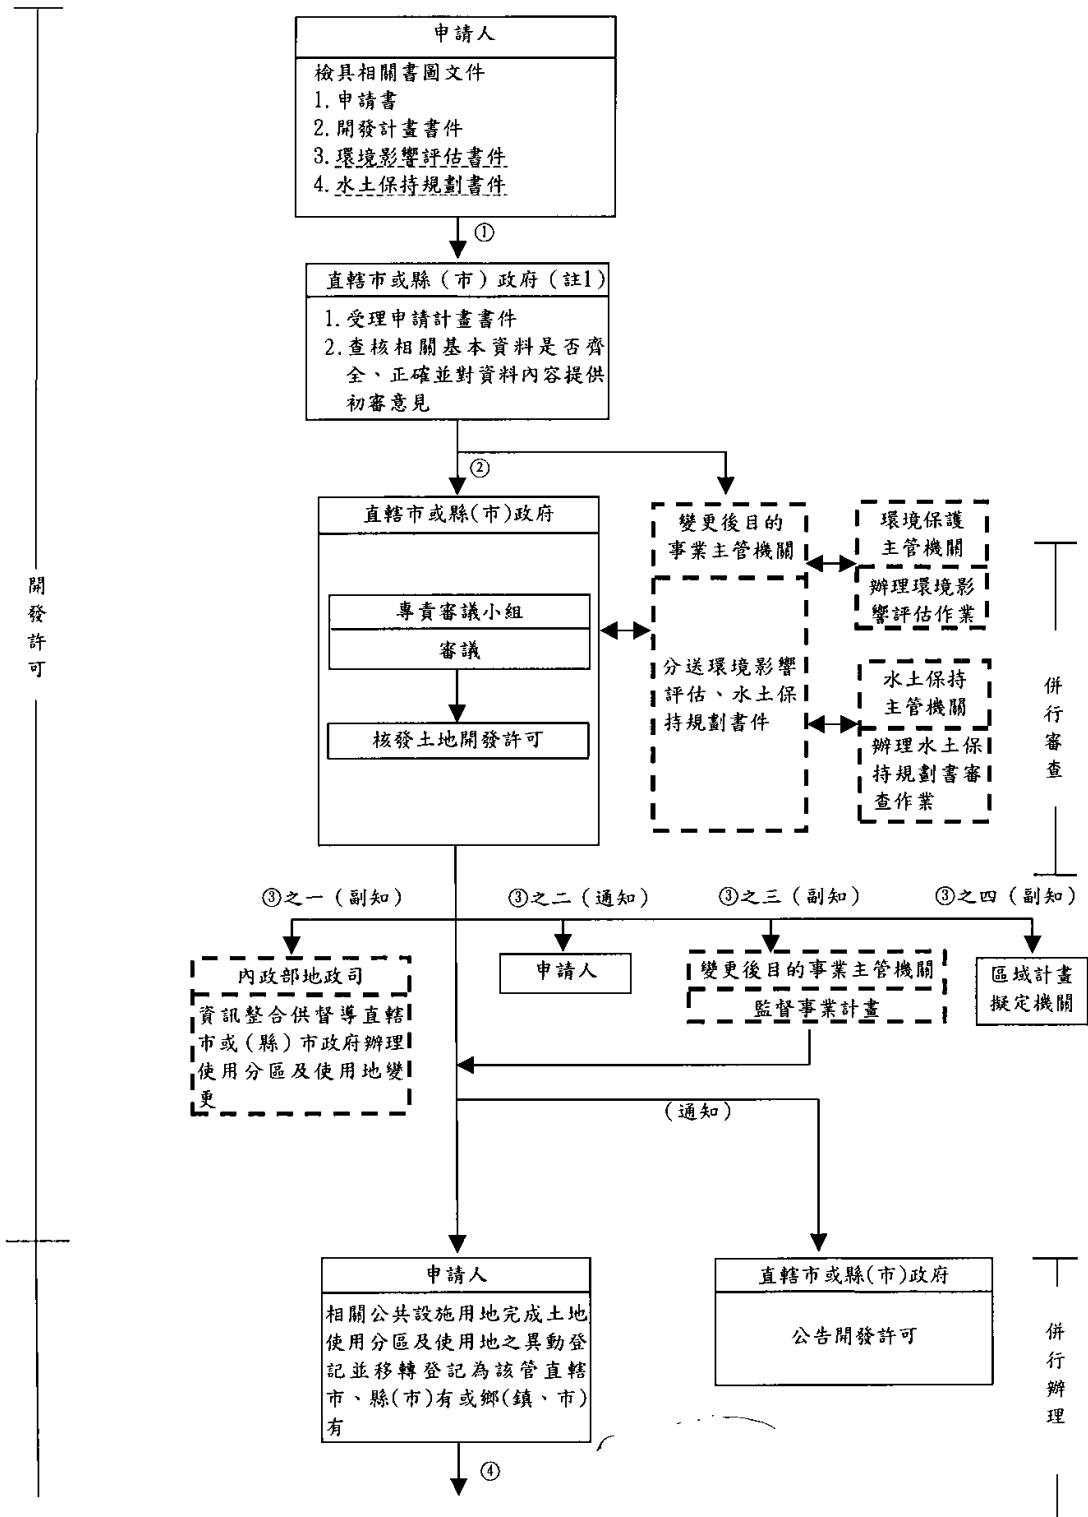 申請人
檢具相關書圖文件
1.申請書
2.開發計畫書件
3.環境影響評估書件
4.水土保持規劃書件
①
直轄市或縣（市）政府（註1）
1.受理申請計畫書件
2.查核相關基本資料是否齊
全、正確並對資料內容提供
初審意見
②
直轄市或縣(市)政府
專責審議小組
審議
核發土地開發許可
變更後目的
事業主管機關
分送環境影響
評估、水土保
持規劃書件
環境保護
主管機關
辦理環境影
響評估作業
水土保持
主管機關
辦理水土保
持規劃書審
查作業
開發許可
併行審查
③之一（副知）
③之二（通知）
③之三（副知）
③之四（副知）
內政部地政司
資訊整合供督導直轄
市或(縣）市政府辦理
使用分區及使用地變
更
申請人
變更後目的事業主管機關
監督事業計畫
區域計畫
擬定機關
(通知)
申請人
相關公共設施用地完成土地
使用分區及使用地之異動登
記並移轉登記為該管直轄
市、縣(市)有或鄉(鎮、市)
有
④
直轄市或縣(市)政府
公告開發許可
併行辦理